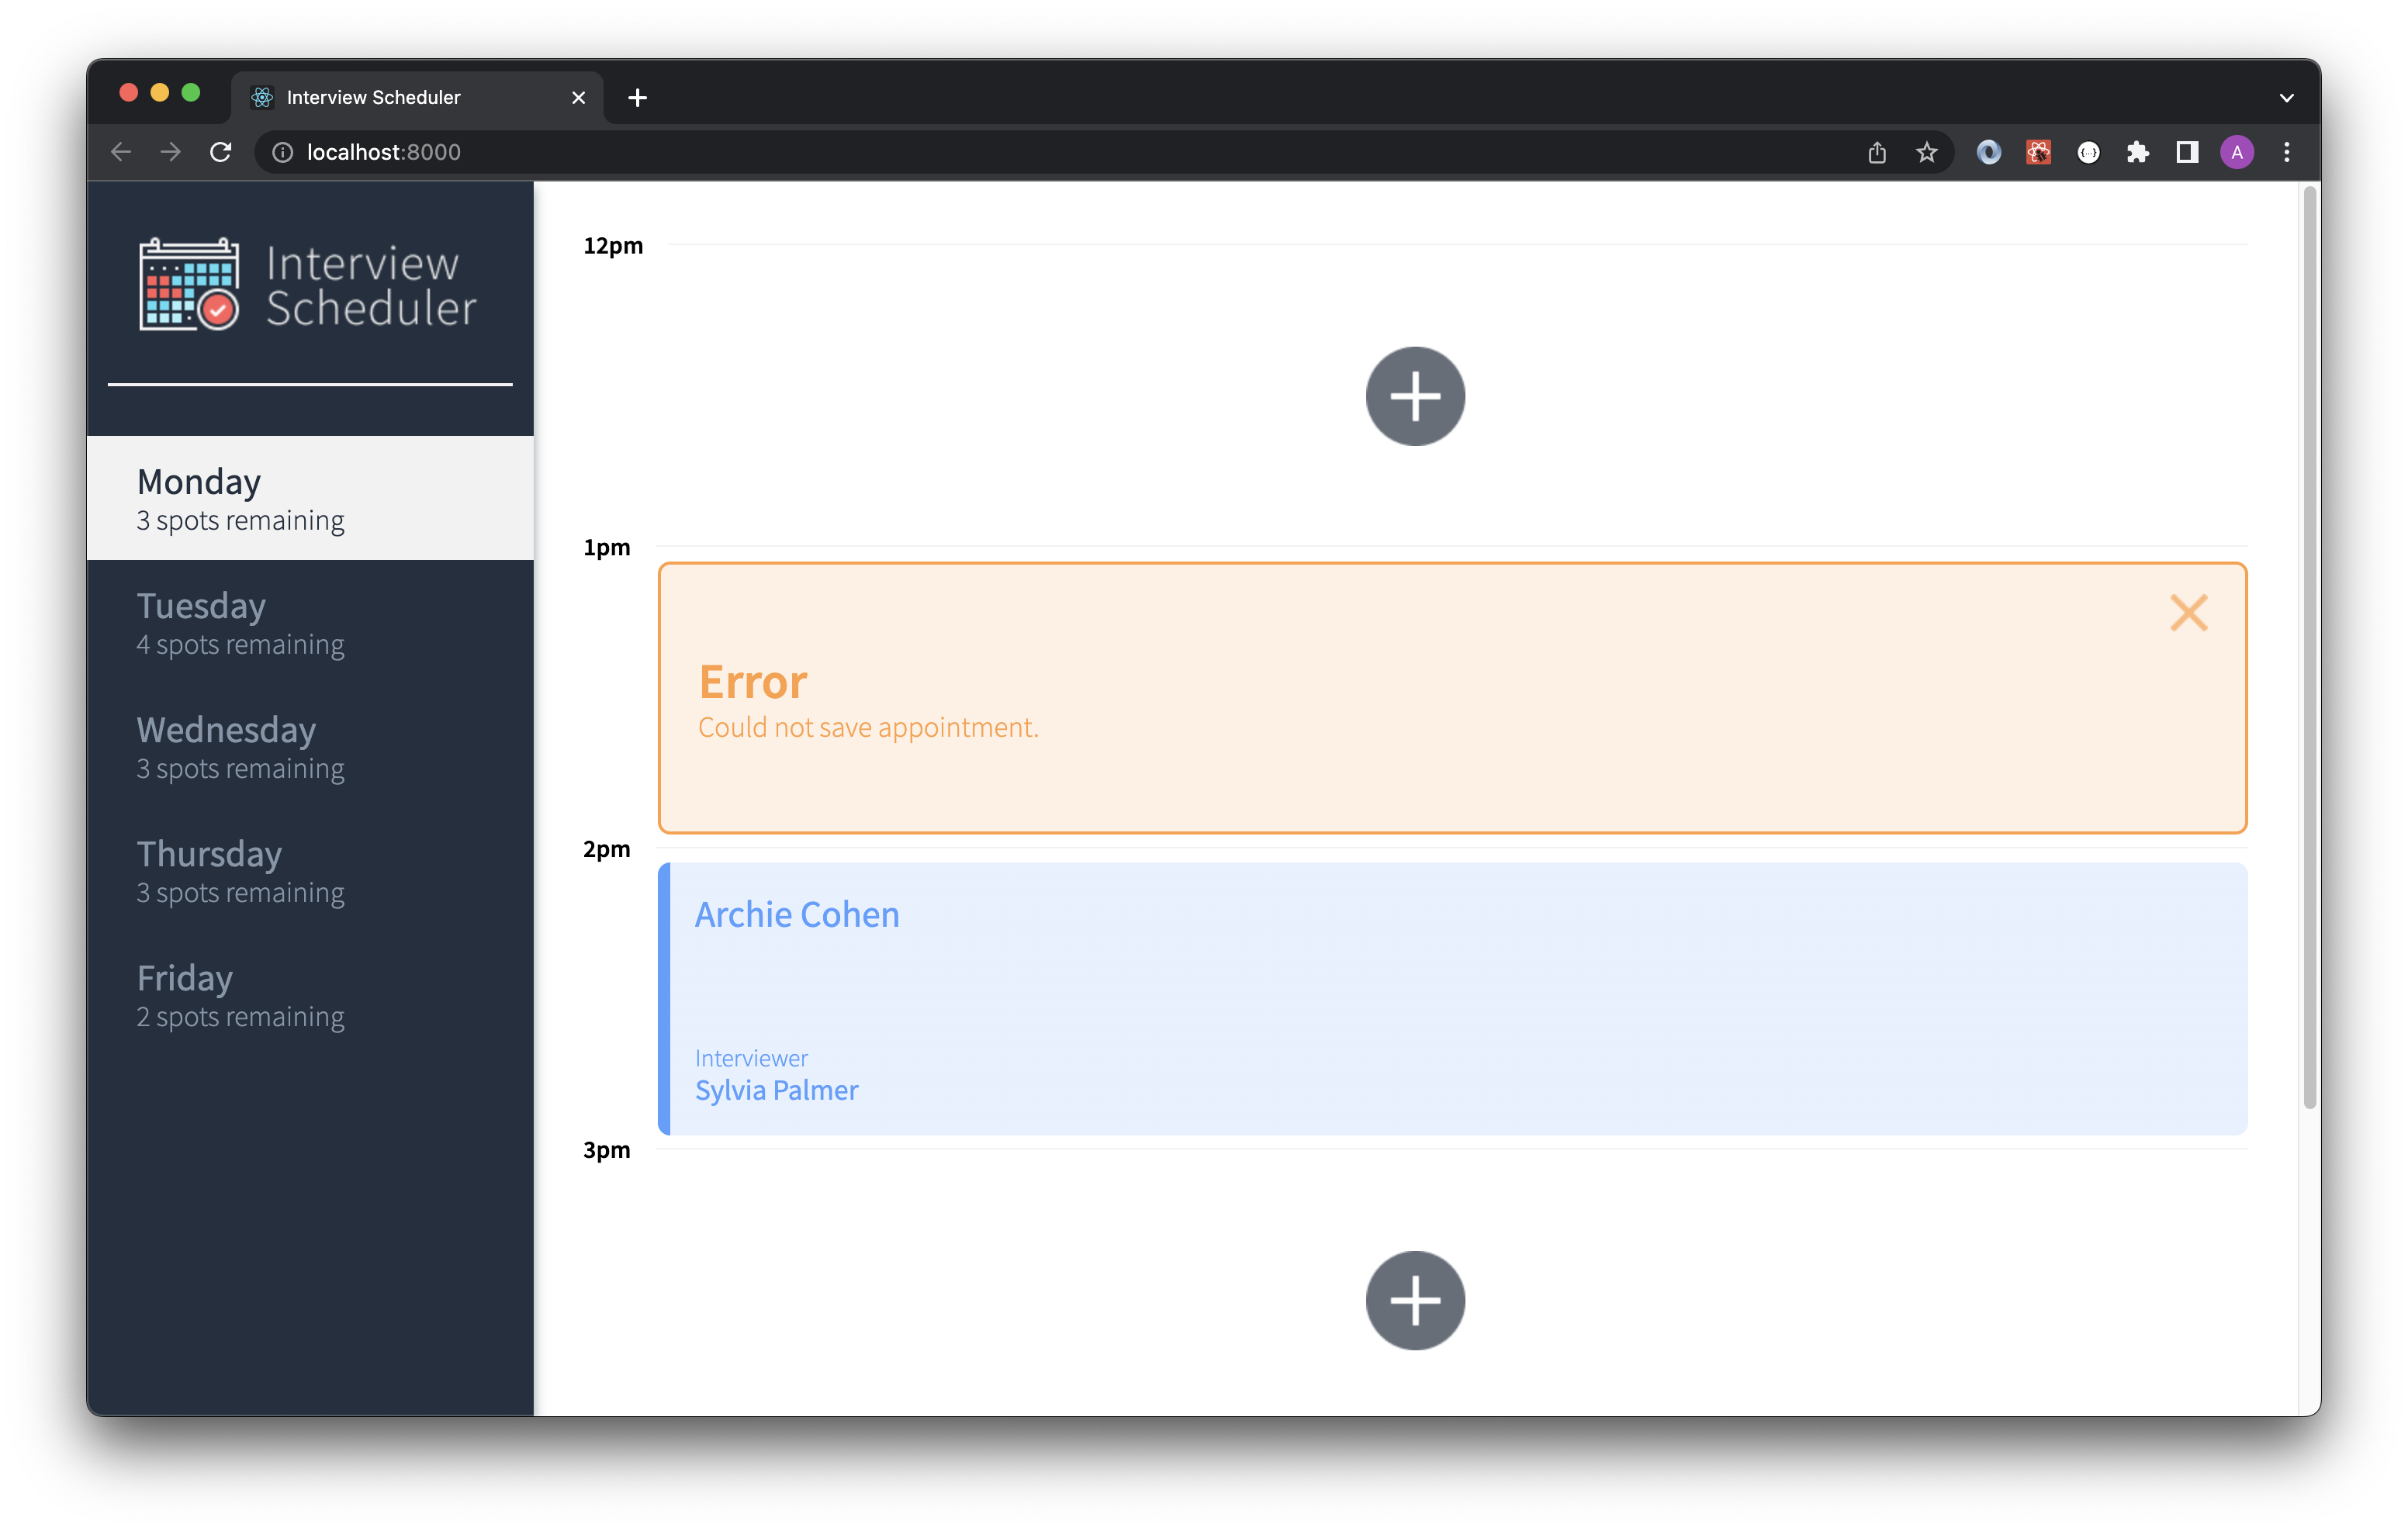 Interview Scheduler
localhost:8000
A
Interview
Scheduler
Monday
3 spots remaining
Tuesday
4 spots remaining
Wednesday
3 spots remaining
Thursday
3 spots remaining
Friday
2 spots remaining
12pm
1pm
Error
Could not save appointment.
2pm
Archie Cohen
Interviewer
Sylvia Palmer
3pm